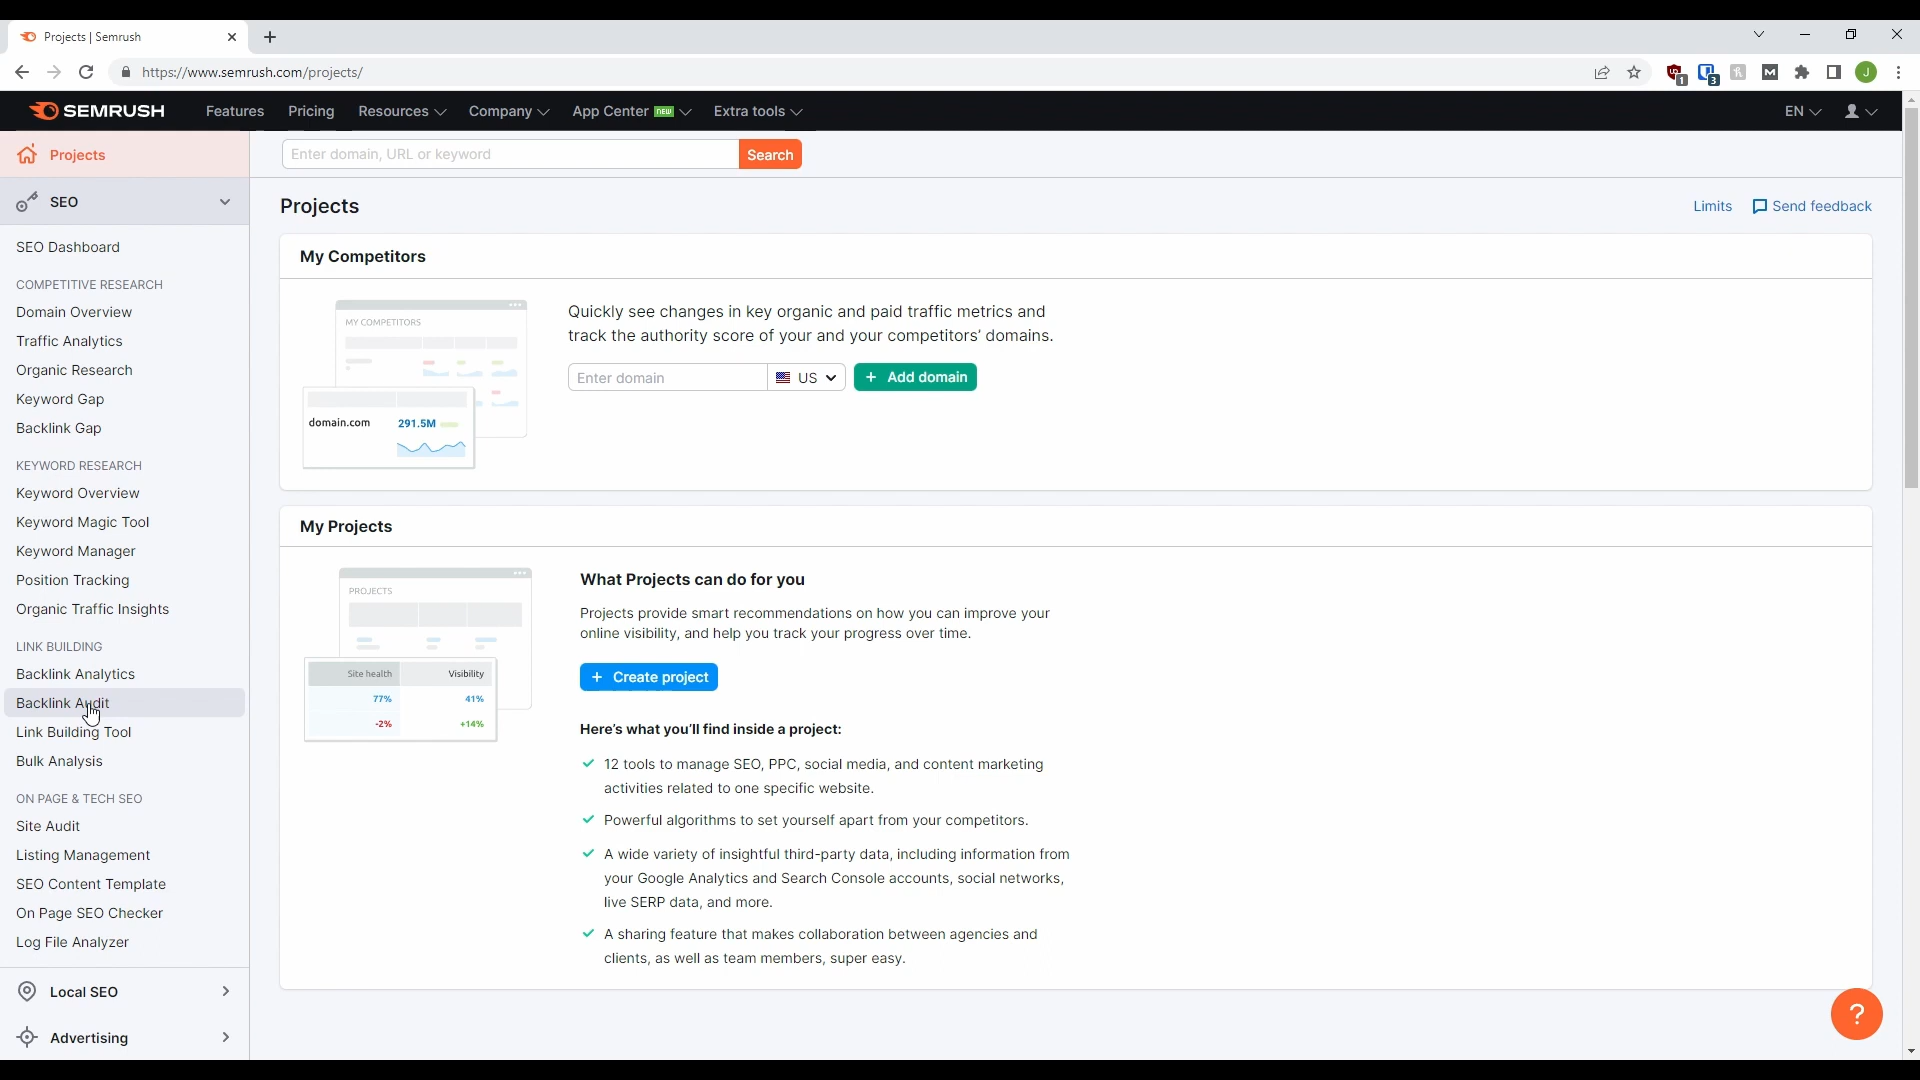 Projects | Semrush
https://www.semrush.com/projects/
1
3
M
J
SEMRUSH Features Pricing Resources Company App Center NEW Extra tools EN
Projects
Enter domain, URL or keyword Search
SEO
Projects
Limits Send feedback
SEO Dashboard
COMPETITIVE RESEARCH
Domain Overview
Traffic Analytics
Organic Research
Keyword Gap
Backlink Gap
KEYWORD RESEARCH
Keyword Overview
Keyword Magic Tool
Keyword Manager
Position Tracking
Organic Traffic Insights
LINK BUILDING
Backlink Analytics
Backlink Audit
Link Building Tool
Bulk Analysis
ON PAGE & TECH SEO
Site Audit
Listing Management
SEO Content Template
On Page SEO Checker
Log File Analyzer
Local SEO
Advertising
My Competitors
MY COMPETITORS
domain.com 291.5M
Quickly see changes in key organic and paid traffic metrics and
track the authority score of your and your competitors' domains.
Enter domain US + Add domain
My Projects
PROJECTS
Site health Visibility
77% 41%
-2% +14%
What Projects can do for you
Projects provide smart recommendations on how you can improve your
online visibility, and help you track your progress over time.
+ Create project
Here's what you'll find inside a project:
12 tools to manage SEO, PPC, social media, and content marketing
activities related to one specific website.
Powerful algorithms to set yourself apart from your competitors.
A wide variety of insightful third-party data, including information from
your Google Analytics and Search Console accounts, social networks,
live SERP data, and more.
A sharing feature that makes collaboration between agencies and
clients, as well as team members, super easy.
?